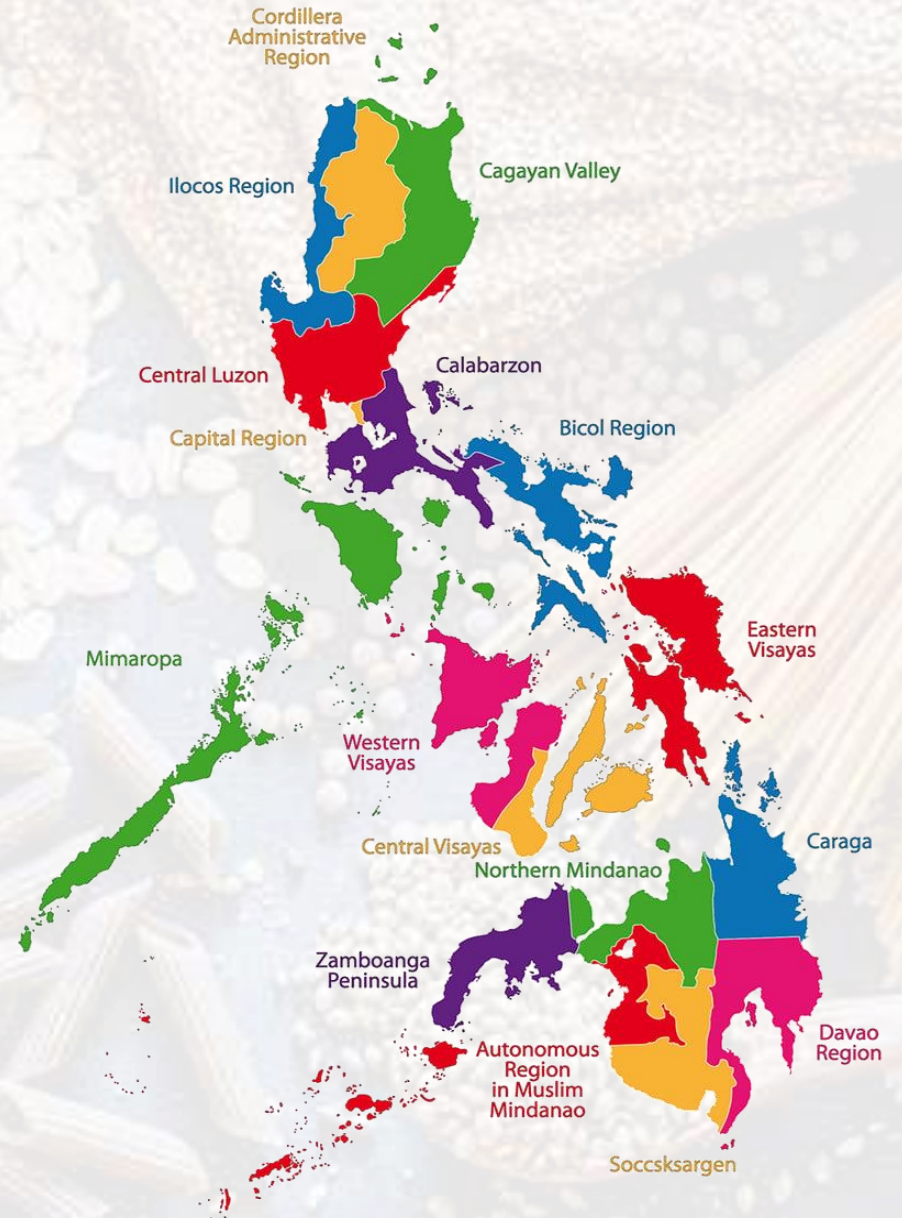 Cordillera
Administrative
Region
Ilocos Region
Cagayan Valley
Central Luzon
Calabarzon
Capital Region
Bicol Region
Mimaropa
Eastern
Visayas
Western
Visayas
Central Visayas
Caraga
Northern Mindanao
Zamboanga
Peninsula
Davao
Region
Autonomous
Region
in Muslim
Mindanao
Soccsksargen